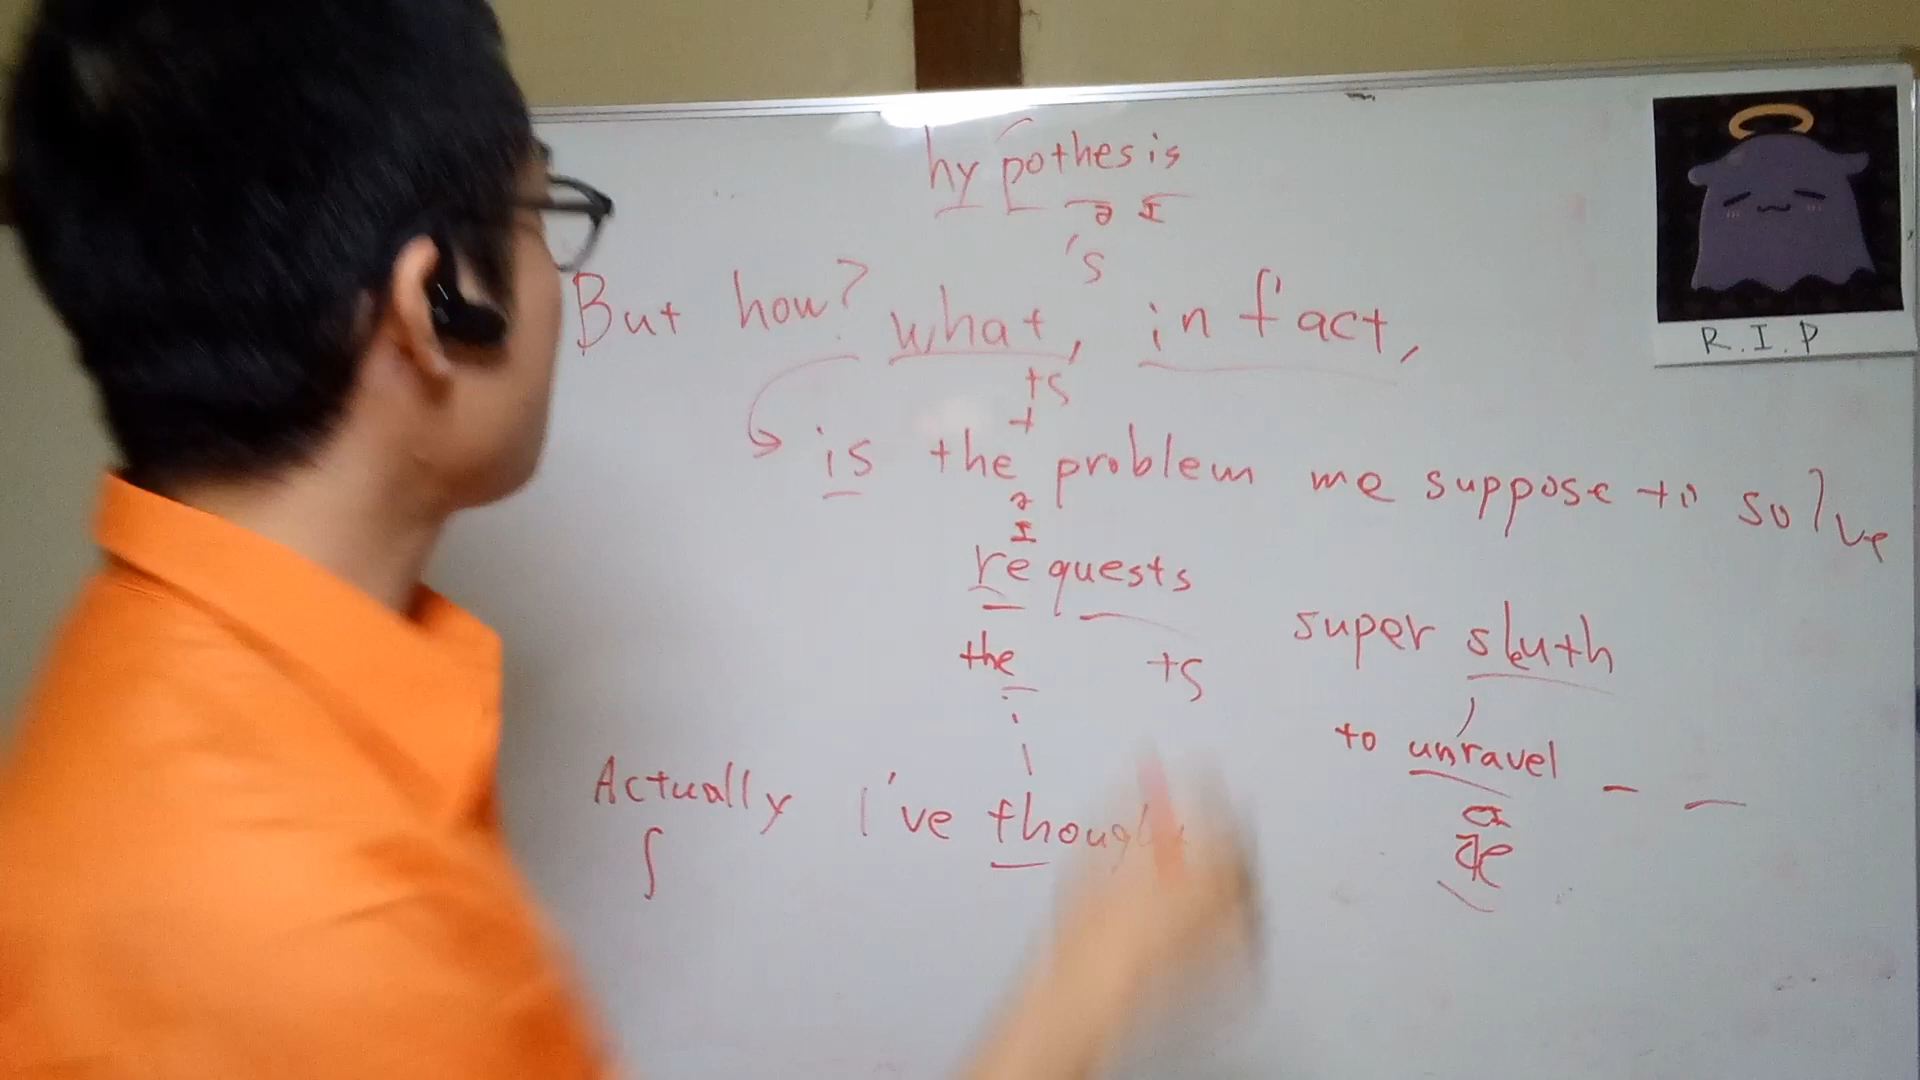 hypothesis
ə I
's
But how? what, in fact,
ts
t
is the problem me suppose to solve
ə
I
requests
the ts
super sleuth
to unravel
Actually I've though
R.I.P